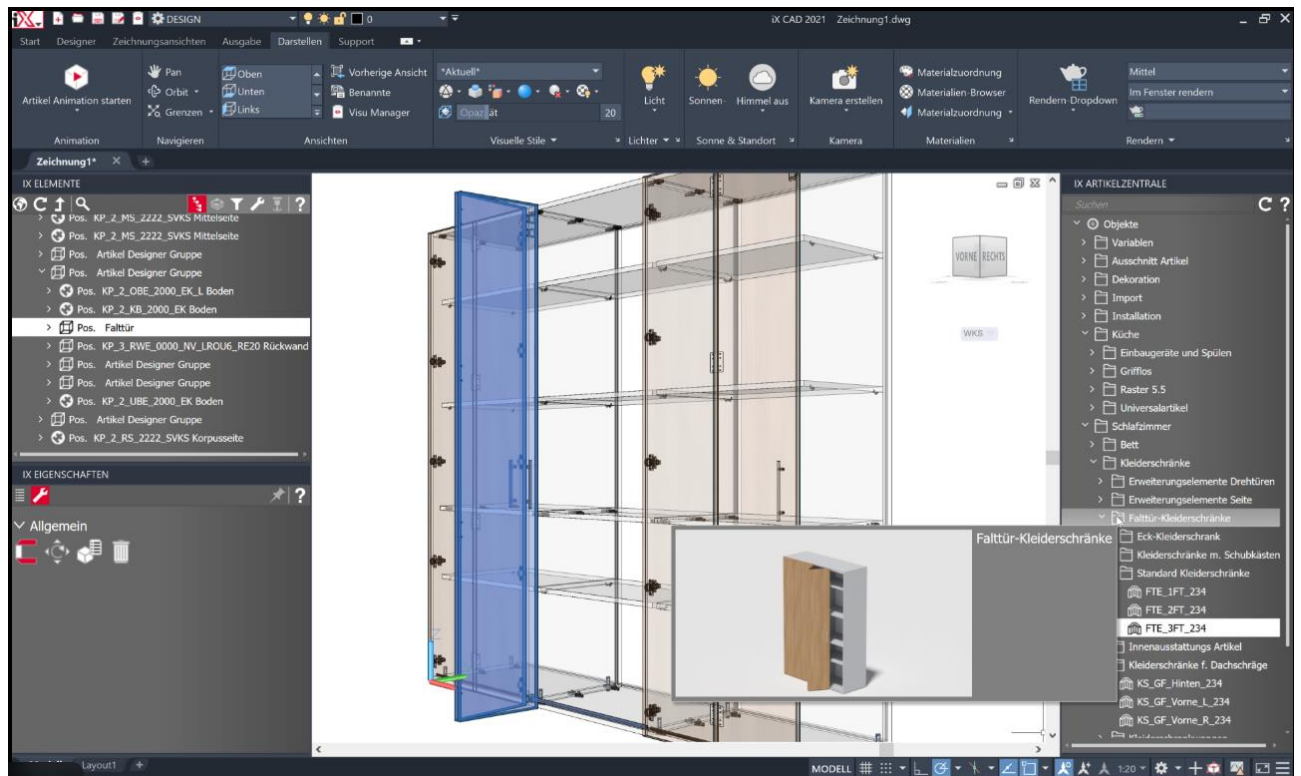 DESIGN
0
iX CAD 2021 Zeichnung1.dwg
Start Designer Zeichnungsansichten Ausgabe Darstellen Support
Artikel Animation starten
Pan
Orbit
Grenzen
Oben
Unten
Links
Vorherige Ansicht
Benannte
Visu Manager
*Aktuell*
Opazität 20
Licht
Sonnen-
Himmel aus
Kamera erstellen
Materialzuordnung
Materialien-Browser
Materialzuordnung
Rendern-Dropdown
Mittel
Im Fenster rendern
Animation Navigieren Ansichten Visuelle Stile Lichter Sonne & Standort Kamera Materialien Rendern
Zeichnung1*
IX ELEMENTE
Pos. KP_2_MS_2222_SVKS Mittelseite
Pos. KP_2_MS_2222_SVKS Mittelseite
Pos. Artikel Designer Gruppe
Pos. Artikel Designer Gruppe
Pos. KP_2_OBE_2000_EK_L Boden
Pos. KP_2_KB_2000_EK Boden
Pos. Falttür
Pos. KP_3_RWE_0000_NV_LROU6_RE20 Rückwand
Pos. Artikel Designer Gruppe
Pos. Artikel Designer Gruppe
Pos. KP_2_UBE_2000_EK Boden
Pos. Artikel Designer Gruppe
Pos. KP_2_RS_2222_SVKS Korpusseite
IX EIGENSCHAFTEN
Allgemein
VORNE RECHTS
WKS
Z
Falttür-Kleiderschränke
IX ARTIKELZENTRALE
Suchen
Objekte
Variablen
Ausschnitt Artikel
Dekoration
Import
Installation
Küche
Einbaugeräte und Spülen
Grifflos
Raster 5.5
Universalartikel
Schlafzimmer
Bett
Kleiderschränke
Erweiterungselemente Drehtüren
Erweiterungselemente Seite
Falttür-Kleiderschränke
Eck-Kleiderschrank
Kleiderschränke m. Schubkästen
Standard Kleiderschränke
FTE_1FT_234
FTE_2FT_234
FTE_3FT_234
Innenausstattungs Artikel
Kleiderschränke f. Dachschräge
KS_GF_Hinten_234
KS_GF_Vorne_L_234
KS_GF_Vorne_R_234
Layout1
MODELL
1:20